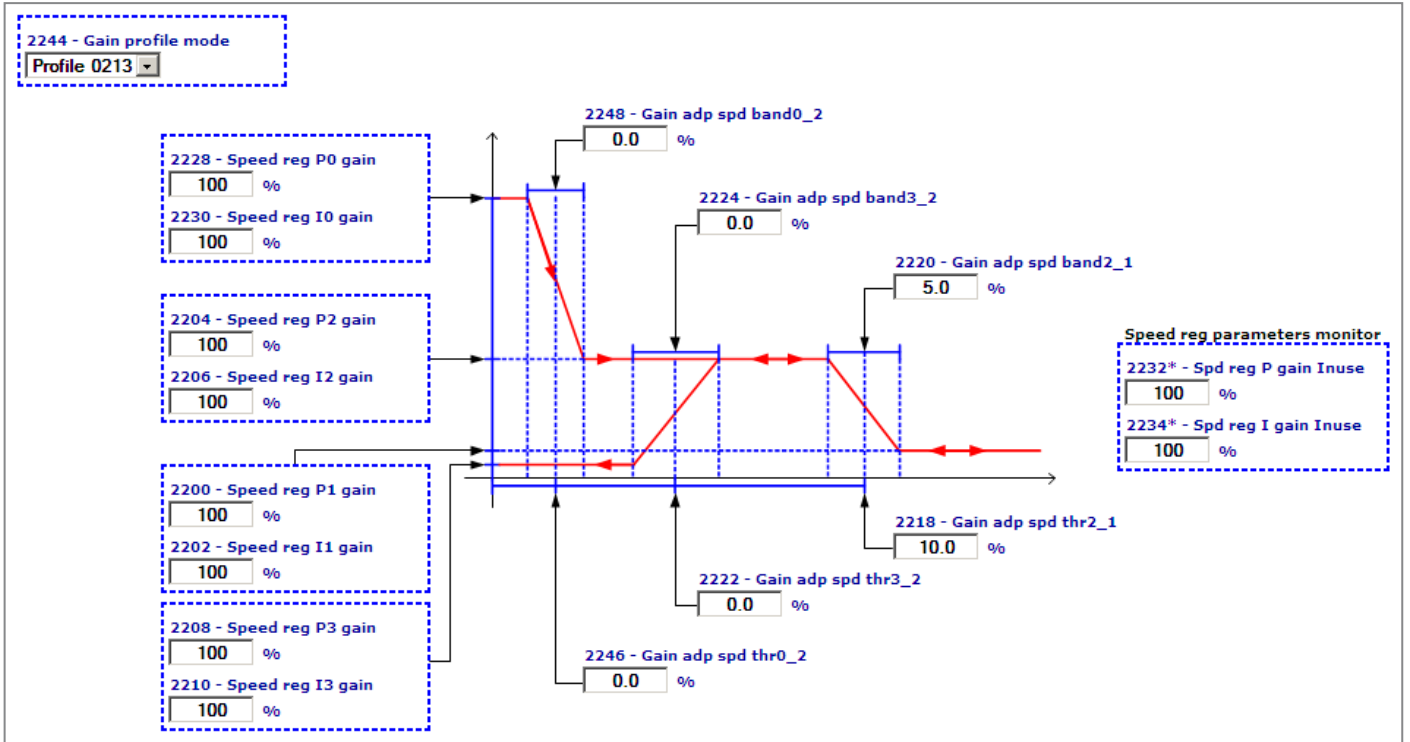 2244 - Gain profile mode
Profile 0213
2248 - Gain adp spd band0_2
0.0 %
2228 - Speed reg P0 gain
100 %
2230 - Speed reg I0 gain
100 %
2224 - Gain adp spd band3_2
0.0 %
2220 - Gain adp spd band2_1
5.0 %
2204 - Speed reg P2 gain
100 %
2206 - Speed reg I2 gain
100 %
Speed reg parameters monitor
2232* - Spd reg P gain Inuse
100 %
2234* - Spd reg I gain Inuse
100 %
2200 - Speed reg P1 gain
100 %
2202 - Speed reg I1 gain
100 %
2218 - Gain adp spd thr2_1
10.0 %
2222 - Gain adp spd thr3_2
0.0 %
2208 - Speed reg P3 gain
100 %
2210 - Speed reg I3 gain
100 %
2246 - Gain adp spd thr0_2
0.0 %